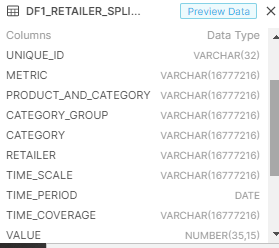 DF1_RETAILER_SPLI... Preview Data
Columns Data Type
UNIQUE_ID VARCHAR(32)
METRIC VARCHAR(16777216)
PRODUCT_AND_CATEGORY VARCHAR(16777216)
CATEGORY_GROUP VARCHAR(16777216)
CATEGORY VARCHAR(16777216)
RETAILER VARCHAR(16777216)
TIME_SCALE VARCHAR(16777216)
TIME_PERIOD DATE
TIME_COVERAGE VARCHAR(16777216)
VALUE NUMBER(35,15)